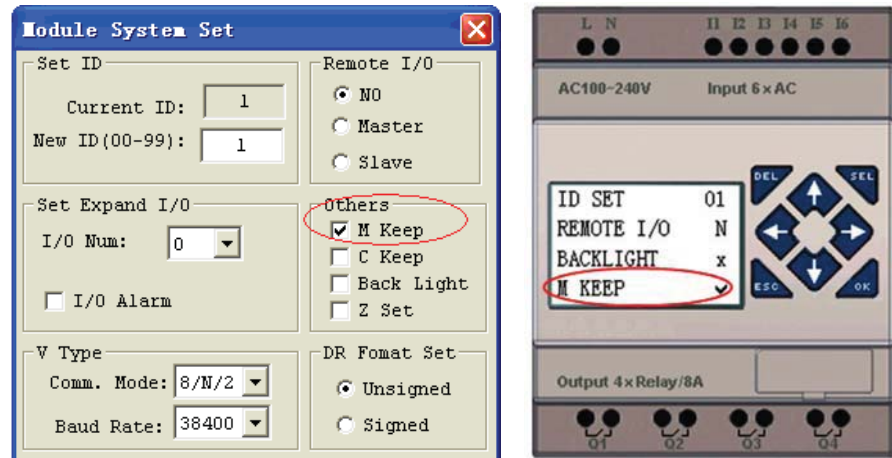 Module System Set
Set ID
Current ID: 1
New ID(00-99): 1
Remote I/O
NO
Master
Slave
Set Expand I/O
I/O Num: 0
I/O Alarm
Others
M Keep
C Keep
Back Light
Z Set
V Type
Comm. Mode: 8/N/2
Baud Rate: 38400
DR Fomat Set
Unsigned
Signed
L N I1 I2 I3 I4 I5 I6
AC100~240V Input 6×AC
DEL SEL
ID SET 01
REMOTE I/O N
BACKLIGHT x
M KEEP ✓
ESC OK
Output 4×Relay/8A
Q1 Q2 Q3 Q4